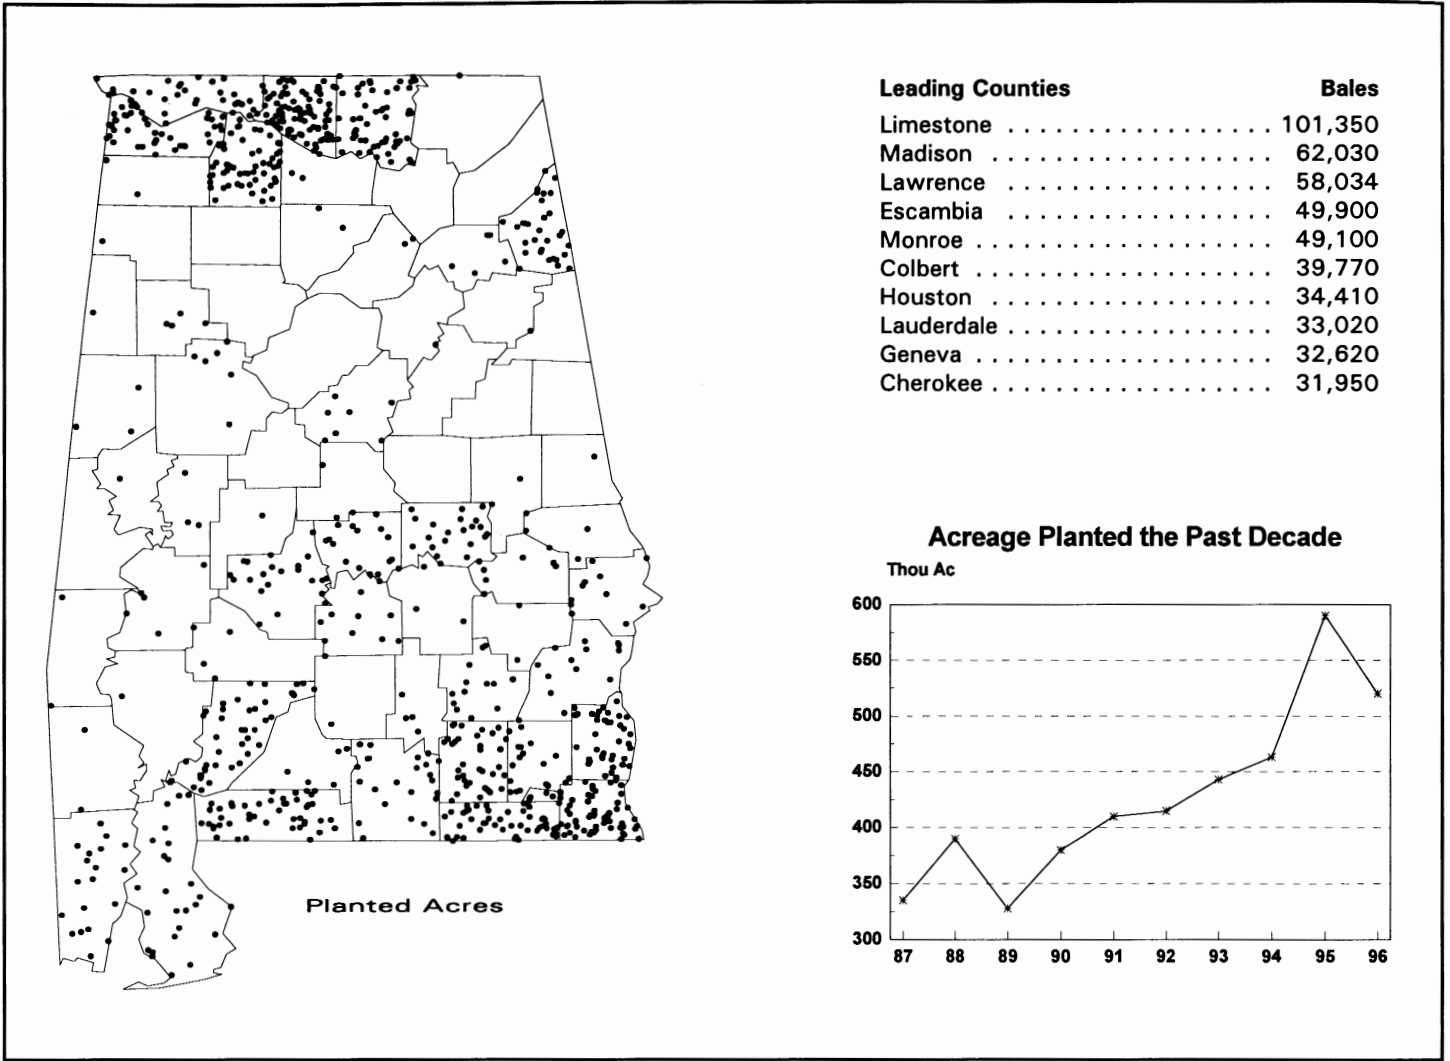 Leading Counties Bales
Limestone . . . . . . . . . . . . . . . . . 101,350
Madison . . . . . . . . . . . . . . . . . . 62,030
Lawrence . . . . . . . . . . . . . . . . . 58,034
Escambia . . . . . . . . . . . . . . . . . 49,900
Monroe . . . . . . . . . . . . . . . . . . . 49,100
Colbert . . . . . . . . . . . . . . . . . . . 39,770
Houston . . . . . . . . . . . . . . . . . . 34,410
Lauderdale . . . . . . . . . . . . . . . . . 33,020
Geneva . . . . . . . . . . . . . . . . . . . 32,620
Cherokee . . . . . . . . . . . . . . . . . . 31,950
Planted Acres
Acreage Planted the Past Decade
Thou Ac
600
550
500
450
400
350
300
87 88 89 90 91 92 93 94 95 96